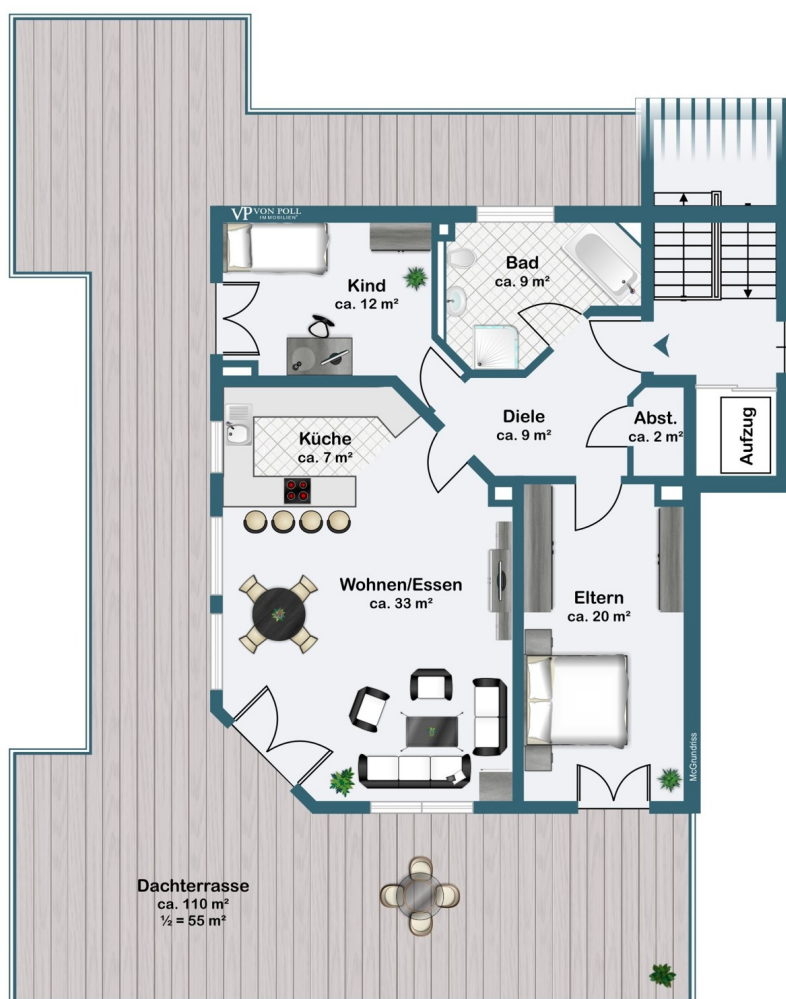 VP VON POLL
IMMOBILIEN®
Kind
ca. 12 m²
Bad
ca. 9 m²
Küche
ca. 7 m²
Diele
ca. 9 m²
Abst.
ca. 2 m²
Aufzug
Wohnen/Essen
ca. 33 m²
Eltern
ca. 20 m²
McGrundriss
Dachterrasse
ca. 110 m²
½ = 55 m²